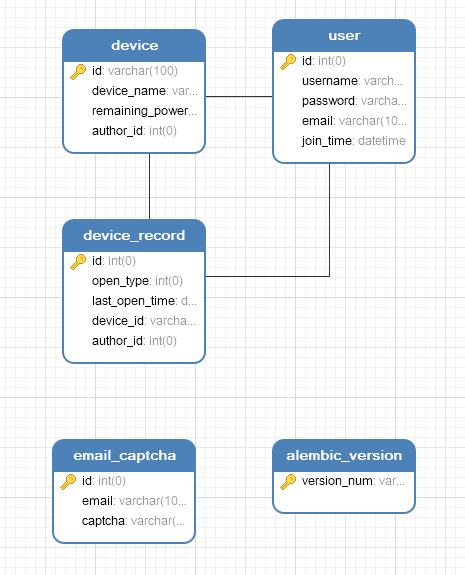 device
id: varchar(100)
device_name: var...
remaining_power...
author_id: int(0)
user
id: int(0)
username: varch...
password: varcha...
email: varchar(10...
join_time: datetime
device_record
id: int(0)
open_type: int(0)
last_open_time: d...
device_id: varcha...
author_id: int(0)
email_captcha
id: int(0)
email: varchar(10...
captcha: varchar(...
alembic_version
version_num: var...